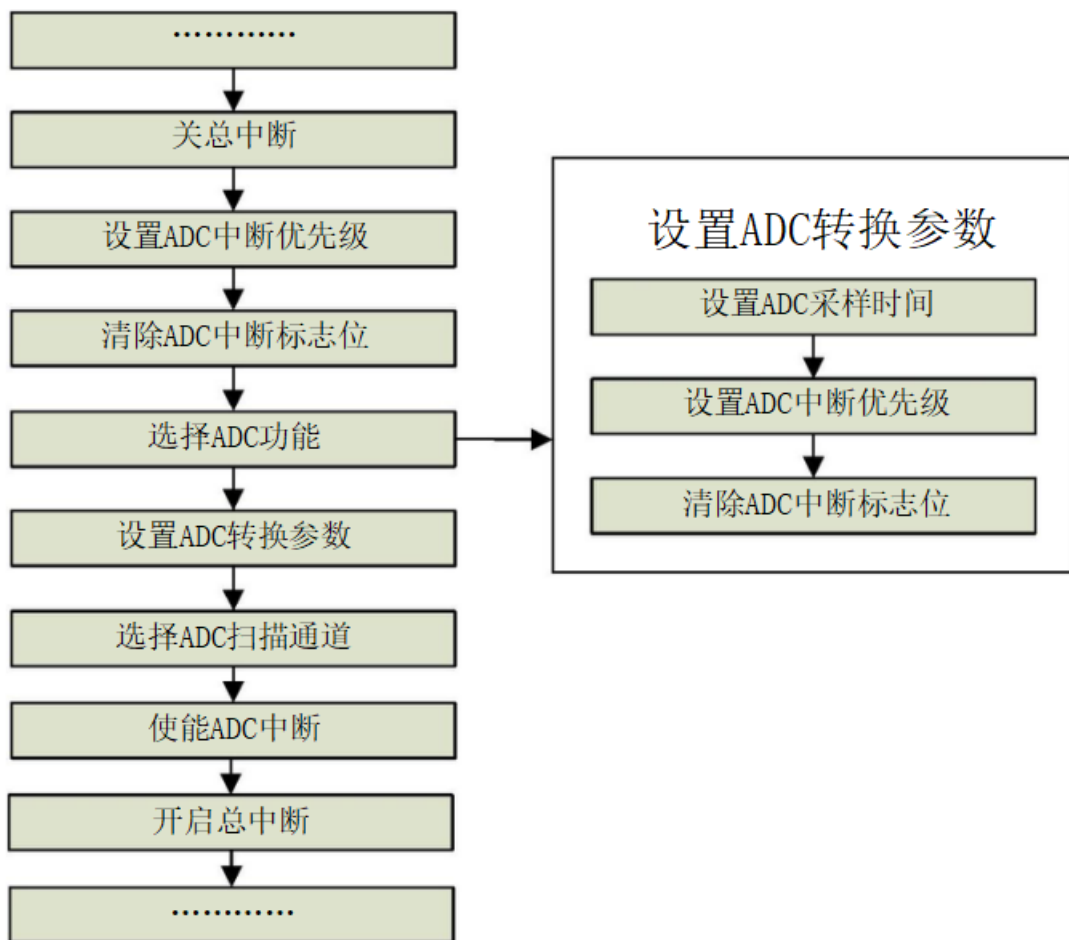 …………
关总中断
设置ADC中断优先级
清除ADC中断标志位
选择ADC功能
设置ADC转换参数
选择ADC扫描通道
使能ADC中断
开启总中断
…………
设置ADC转换参数
设置ADC采样时间
设置ADC中断优先级
清除ADC中断标志位